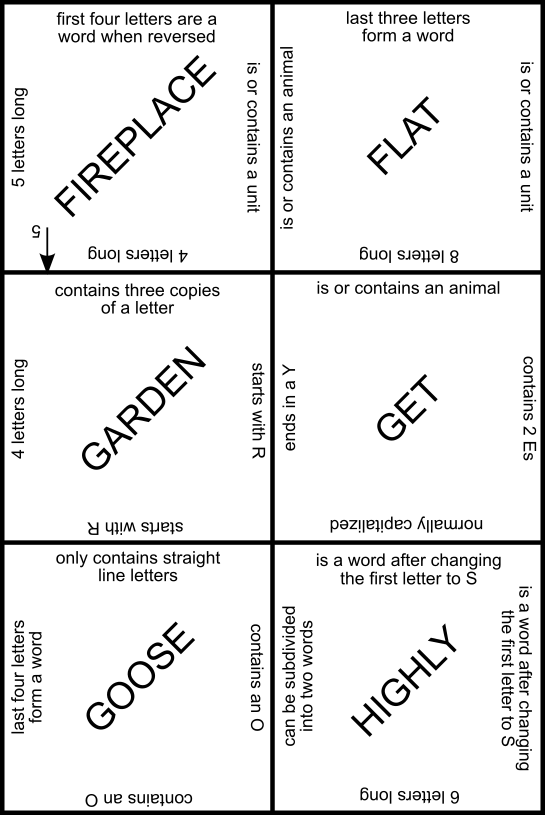 first four letters are a
word when reversed
5 letters long
FIREPLACE
is or contains a unit
5
4 letters long
last three letters
form a word
is or contains an animal
FLAT
is or contains a unit
8 letters long
contains three copies
of a letter
4 letters long
GARDEN
starts with R
starts with R
is or contains an animal
ends in a Y
GET
contains 2 Es
normally capitalized
only contains straight
line letters
last four letters
form a word
GOOSE
contains an O
contains an O
is a word after changing
the first letter to S
can be subdivided
into two words
HIGHLY
is a word after changing
the first letter to S
6 letters long